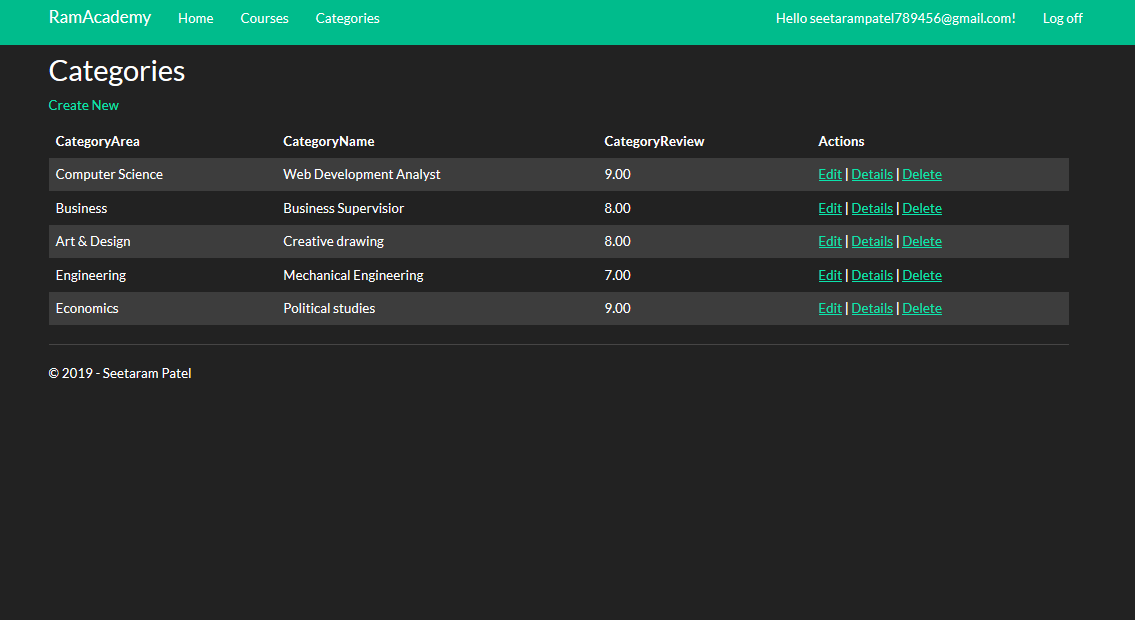 RamAcademy Home Courses Categories Hello seetarampatel789456@gmail.com! Log off
Categories
Create New
CategoryArea CategoryName CategoryReview Actions
Computer Science Web Development Analyst 9.00 Edit | Details | Delete
Business Business Supervisior 8.00 Edit | Details | Delete
Art & Design Creative drawing 8.00 Edit | Details | Delete
Engineering Mechanical Engineering 7.00 Edit | Details | Delete
Economics Political studies 9.00 Edit | Details | Delete
© 2019 - Seetaram Patel